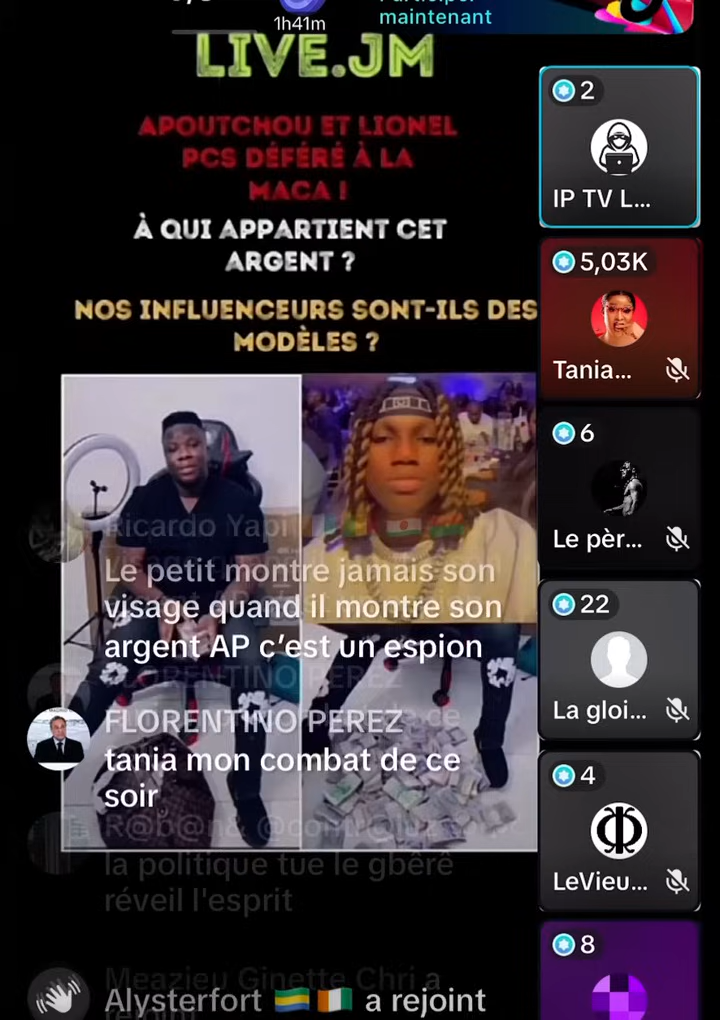 1h41m
maintenant
LIVE.JM
APOUTCHOU ET LIONEL
PCS DÉFÉRÉ À LA
MACA !
À QUI APPARTIENT CET
ARGENT ?
NOS INFLUENCEURS SONT-ILS DES
MODÈLES ?
2
IP TV L...
5,03K
Tania...
6
Le pèr...
22
La gloi...
4
LeVieu...
8
Ricardo Yapi
Le petit montre jamais son
visage quand il montre son
argent AP c’est un espion
FLORENTINO PEREZ
tania mon combat de ce
soir
la politique tue le gbêrê
réveil l'esprit
Meazieu Ginette Chri a
Alysterfort 🇬🇦 🇨🇮 a rejoint